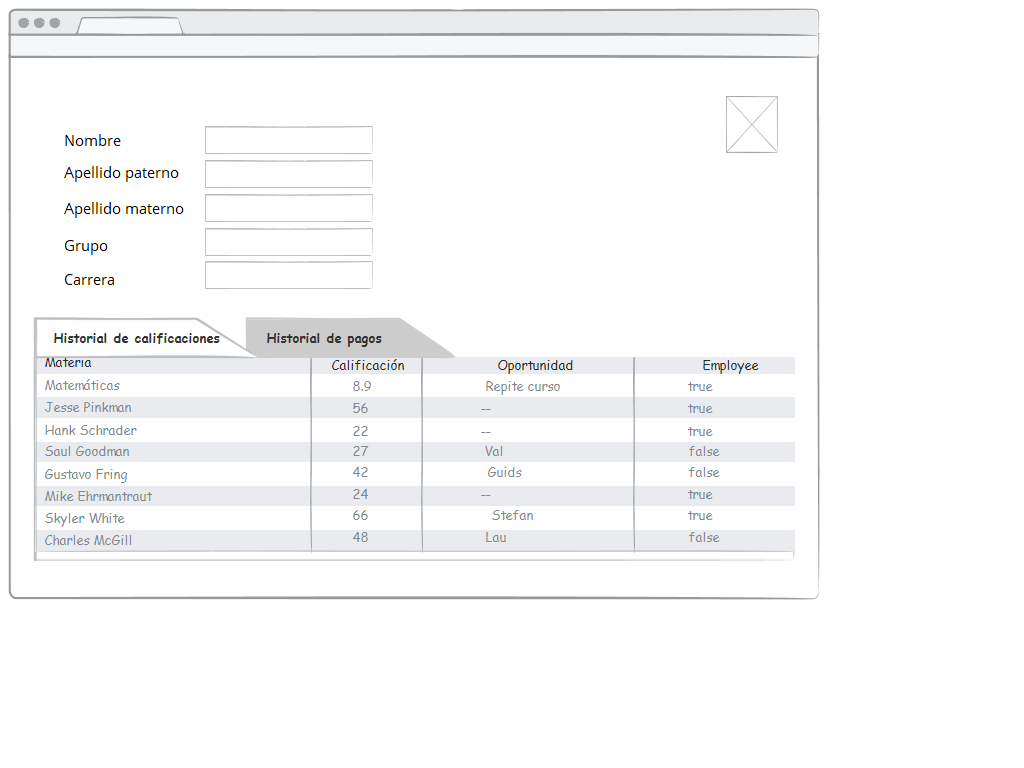 Nombre
Apellido paterno
Apellido materno
Grupo
Carrera
Historial de calificaciones Historial de pagos
Materia Calificación Oportunidad Employee
Matemáticas 8.9 Repite curso true
Jesse Pinkman 56 -- true
Hank Schrader 22 -- true
Saul Goodman 27 Val false
Gustavo Fring 42 Guids false
Mike Ehrmantraut 24 -- true
Skyler White 66 Stefan true
Charles McGill 48 Lau false